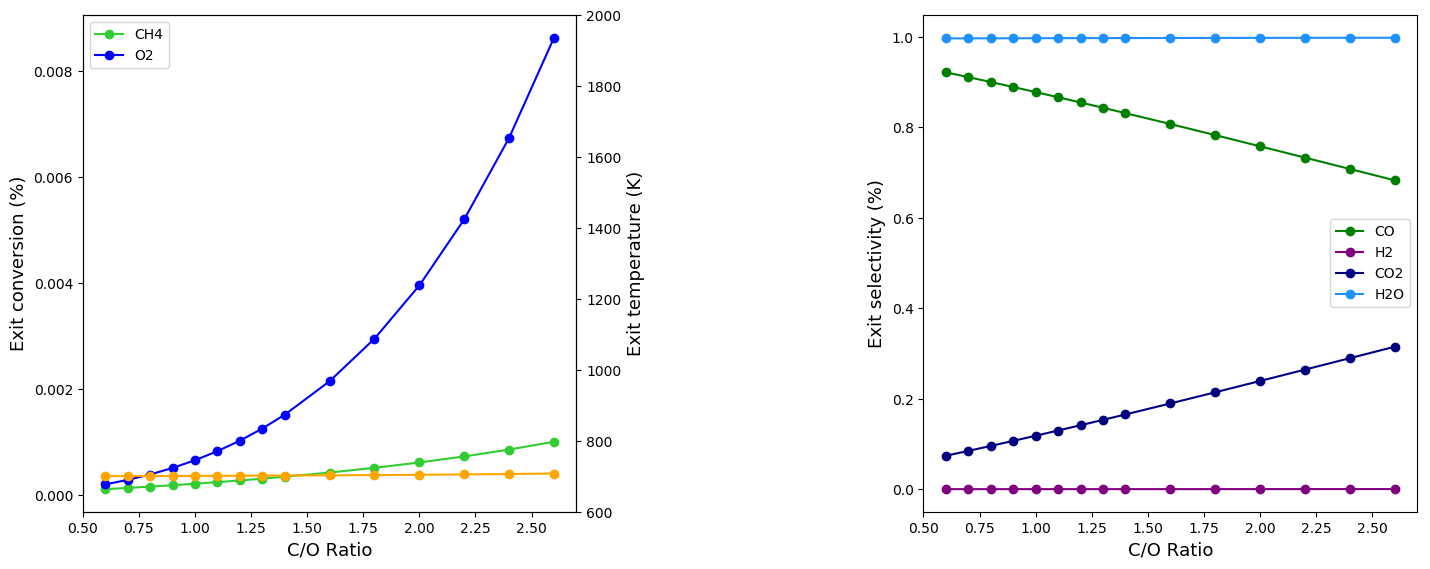 CH4
O2
0.008
0.006
0.004
0.002
0.000
Exit conversion (%)
2000
1800
1600
1400
1200
1000
800
600
Exit temperature (K)
0.50 0.75 1.00 1.25 1.50 1.75 2.00 2.25 2.50
C/O Ratio
1.0
0.8
0.6
0.4
0.2
0.0
Exit selectivity (%)
CO
H2
CO2
H2O
0.50 0.75 1.00 1.25 1.50 1.75 2.00 2.25 2.50
C/O Ratio